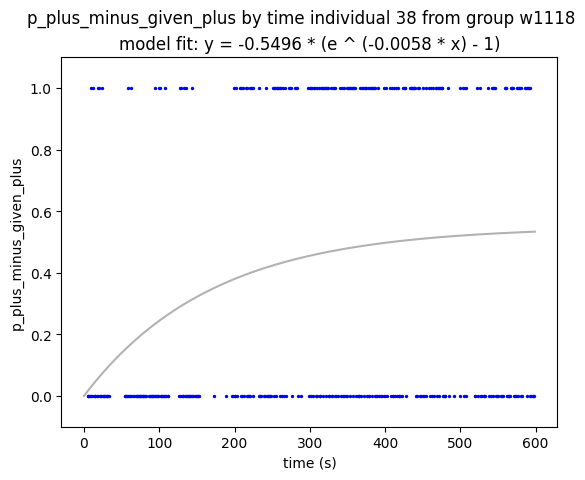 p_plus_minus_given_plus by time individual 38 from group w1118
model fit: y = -0.5496 * (e ^ (-0.0058 * x) - 1)
1.0
0.8
0.6
0.4
0.2
0.0
p_plus_minus_given_plus
0 100 200 300 400 500 600
time (s)